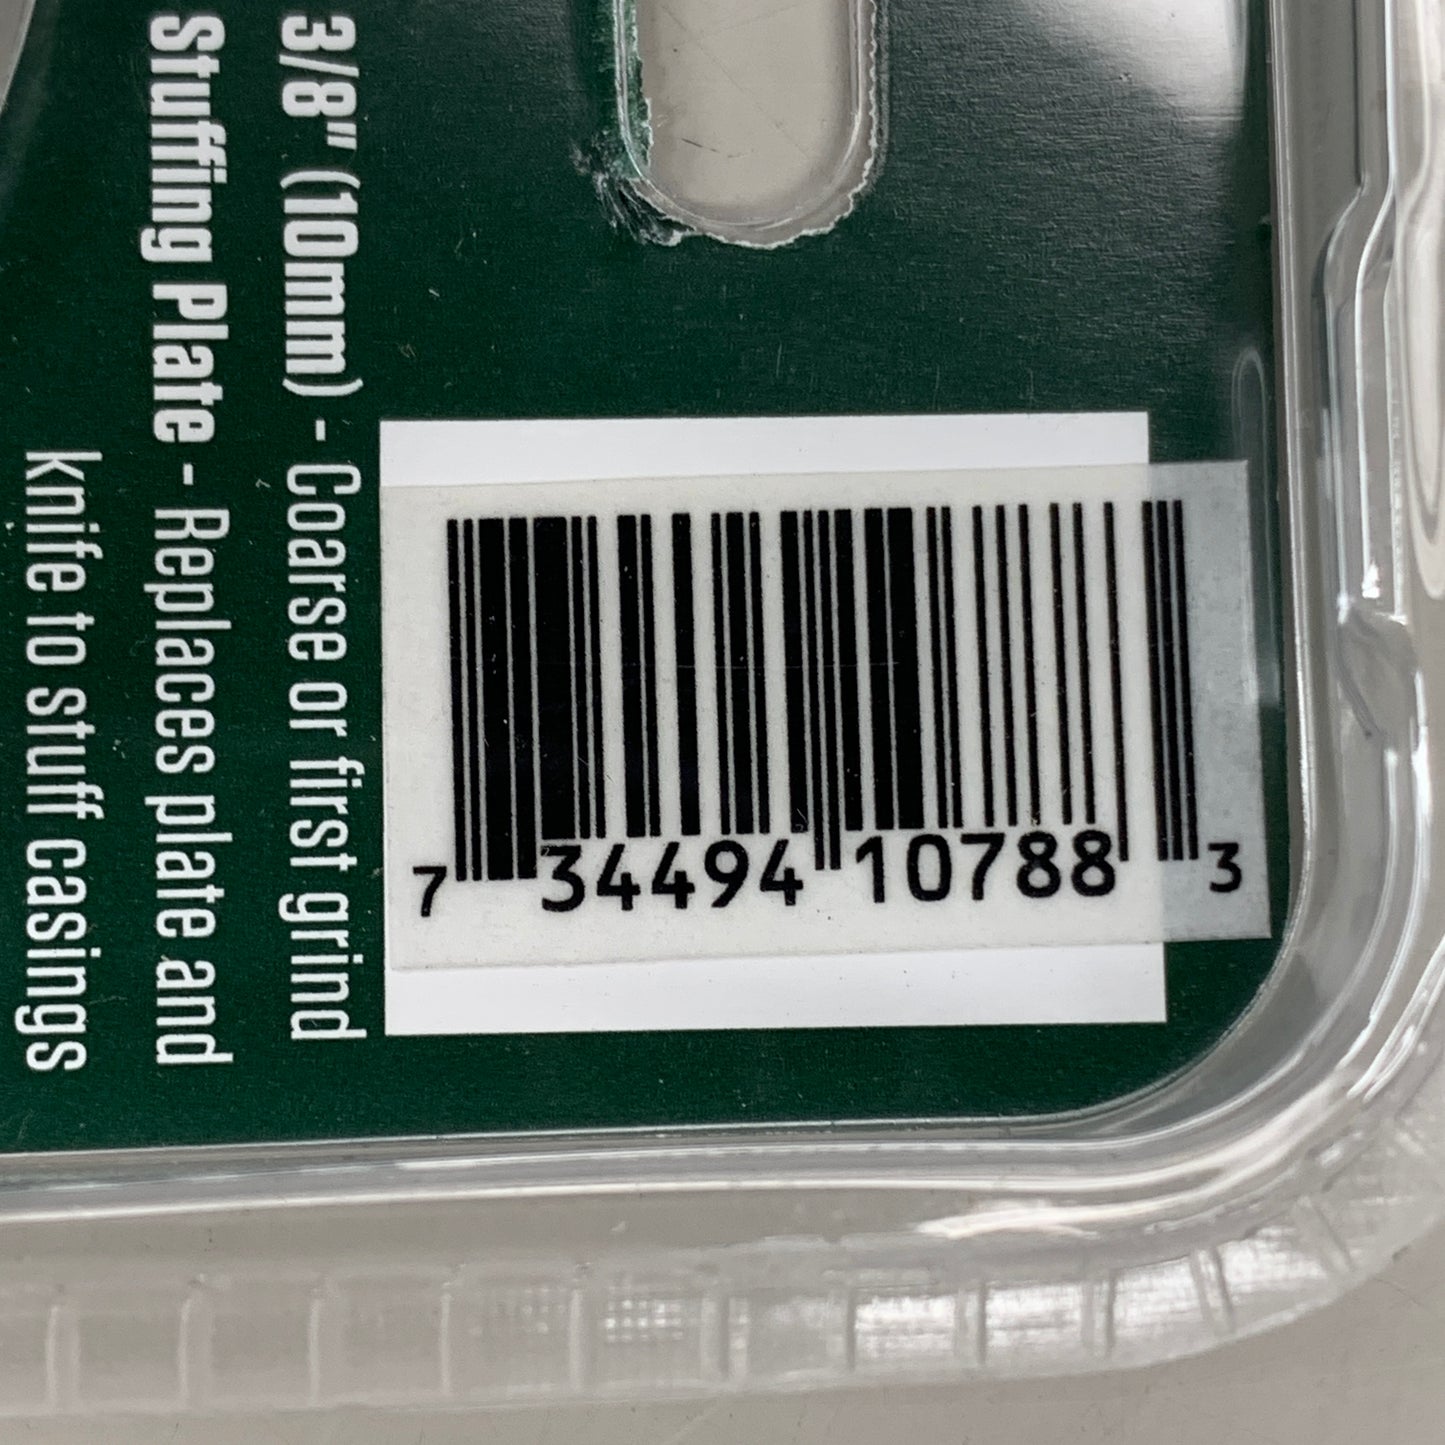 3/8" (10mm) - Coarse or first grind
Stuffing Plate - Replaces plate and
knife to stuff casings
7 34494 10788 3